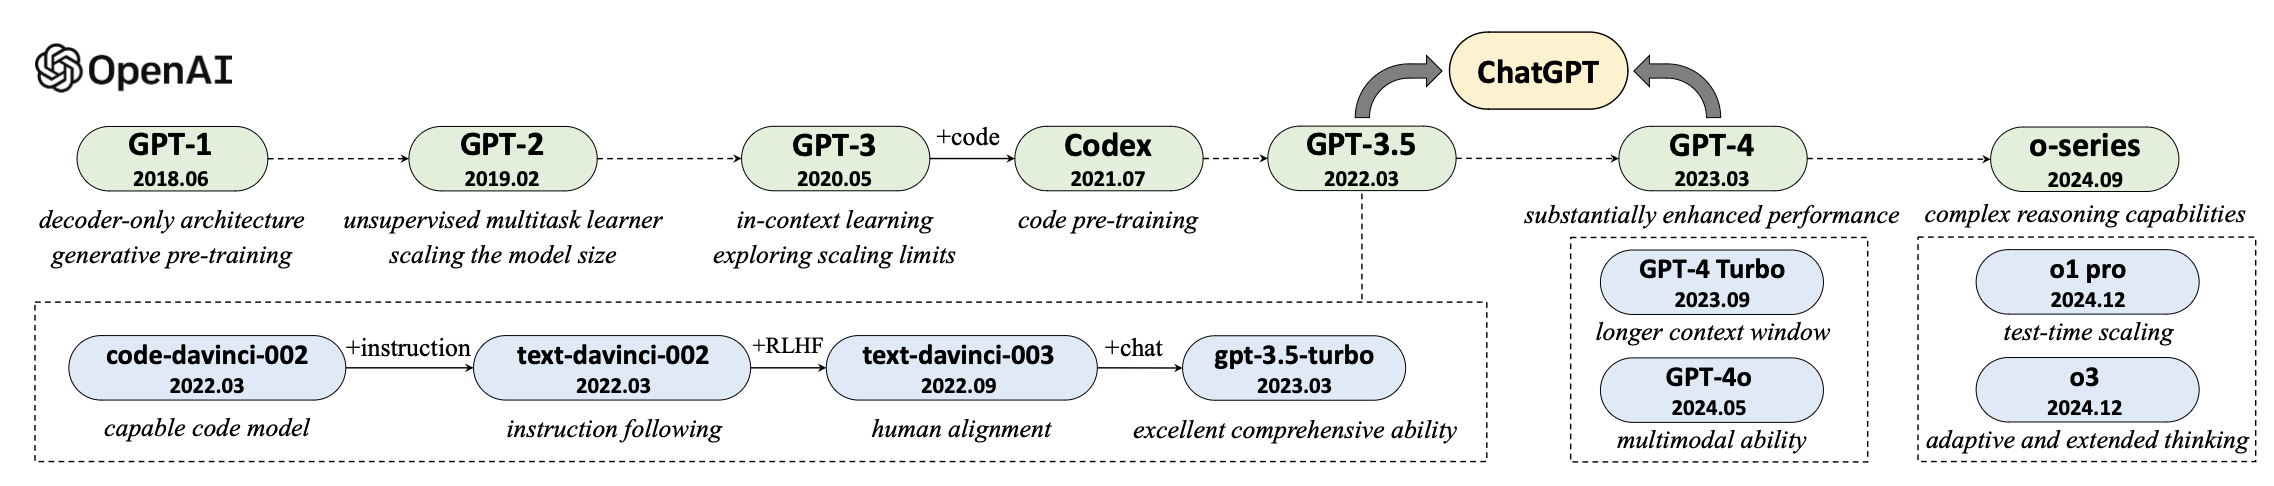 OpenAI
ChatGPT
GPT-1
2018.06
decoder-only architecture
generative pre-training
GPT-2
2019.02
unsupervised multitask learner
scaling the model size
GPT-3
2020.05
in-context learning
exploring scaling limits
+code
Codex
2021.07
code pre-training
GPT-3.5
2022.03
GPT-4
2023.03
substantially enhanced performance
o-series
2024.09
complex reasoning capabilities
code-davinci-002
2022.03
capable code model
+instruction
text-davinci-002
2022.03
instruction following
+RLHF
text-davinci-003
2022.09
human alignment
+chat
gpt-3.5-turbo
2023.03
excellent comprehensive ability
GPT-4 Turbo
2023.09
longer context window
GPT-4o
2024.05
multimodal ability
o1 pro
2024.12
test-time scaling
o3
2024.12
adaptive and extended thinking